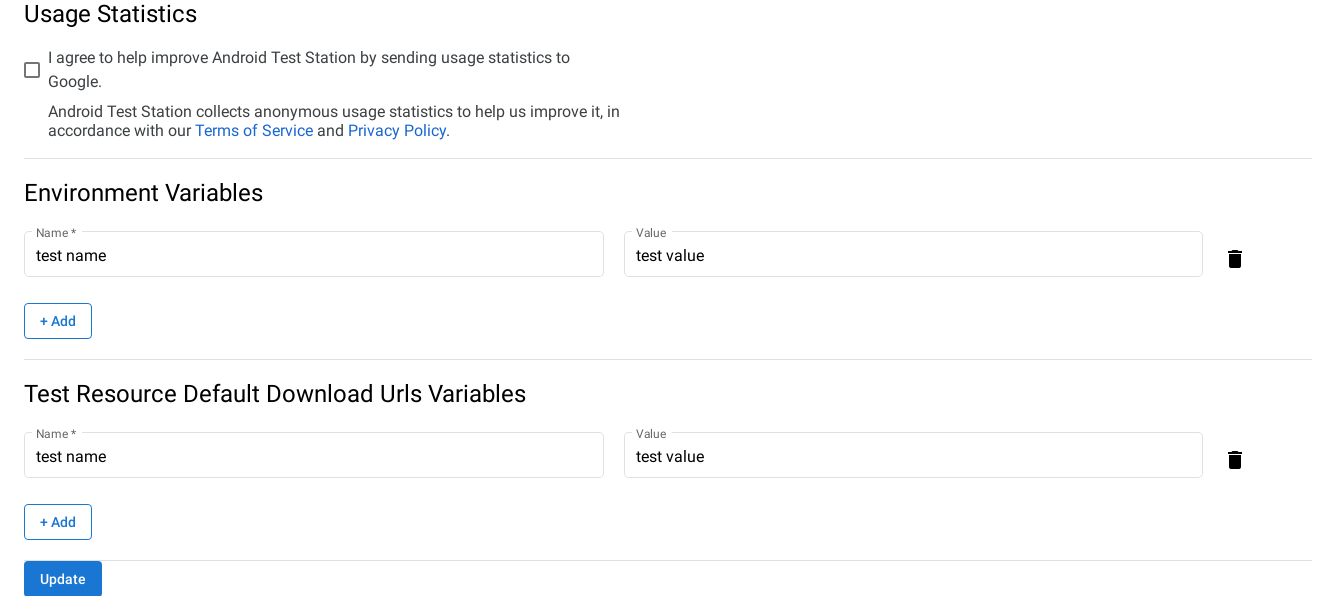 Usage Statistics
I agree to help improve Android Test Station by sending usage statistics to
Google.
Android Test Station collects anonymous usage statistics to help us improve it, in
accordance with our Terms of Service and Privacy Policy.
Environment Variables
Name *
Value
test name
test value
+ Add
Test Resource Default Download Urls Variables
Name *
Value
test name
test value
+ Add
Update